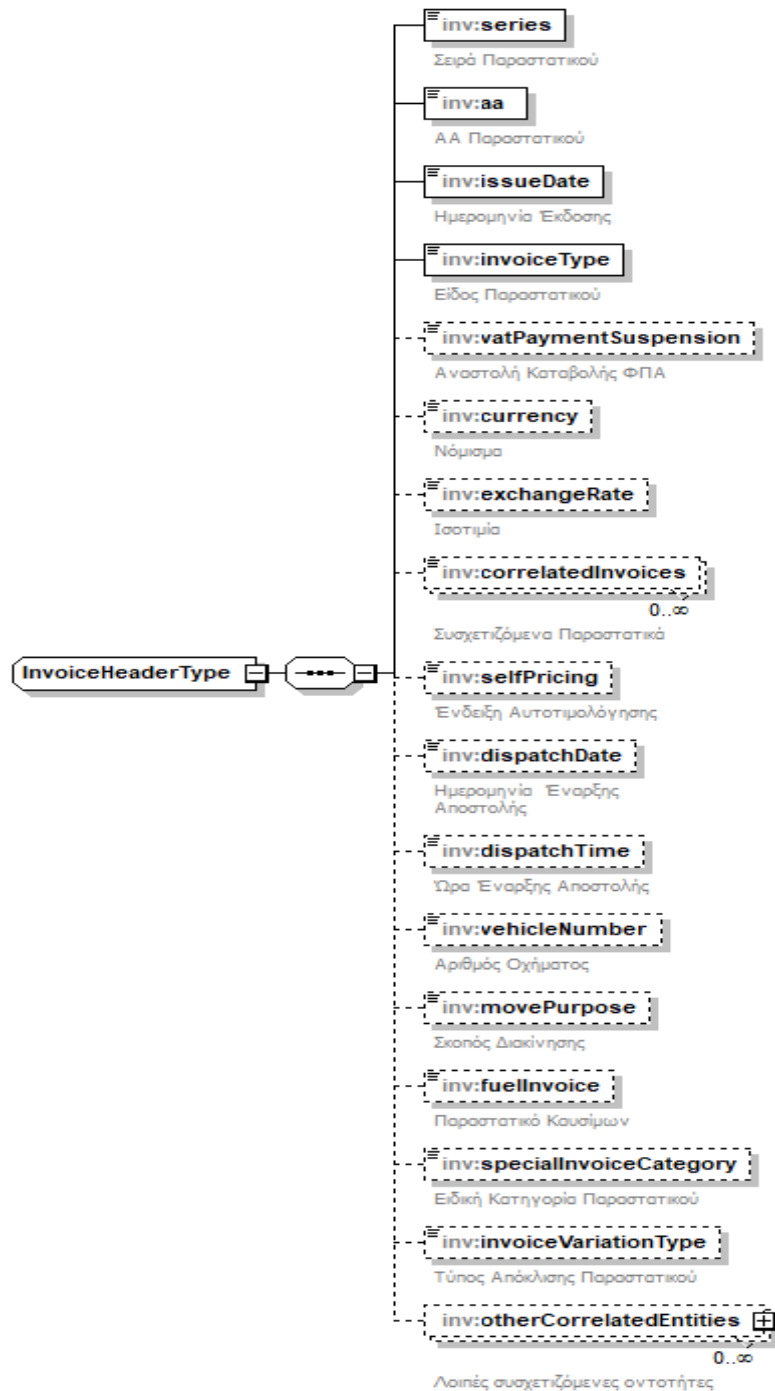 inv:series
Σειρά Παραστατικού
inv:aa
ΑΑ Παραστατικού
inv:issueDate
Ημερομηνία Έκδοσης
inv:invoiceType
Είδος Παραστατικού
inv:vatPaymentSuspension
Αναστολή Καταβολής ΦΠΑ
inv:currency
Νόμισμα
inv:exchangeRate
Ισοτιμία
inv:correlatedInvoices
0..∞
Συσχετιζόμενα Παραστατικά
InvoiceHeaderType
inv:selfPricing
Ένδειξη Αυτοτιμολόγησης
inv:dispatchDate
Ημερομηνία Έναρξης
Αποστολής
inv:dispatchTime
Ώρα Έναρξης Αποστολής
inv:vehicleNumber
Αριθμός Οχήματος
inv:movePurpose
Σκοπός Διακίνησης
inv:fuelInvoice
Παραστατικό Καυσίμων
inv:specialInvoiceCategory
Ειδική Κατηγορία Παραστατικού
inv:invoiceVariationType
Τύπος Απόκλισης Παραστατικού
inv:otherCorrelatedEntities
0..∞
Λοιπές συσχετιζόμενες οντοτήτες